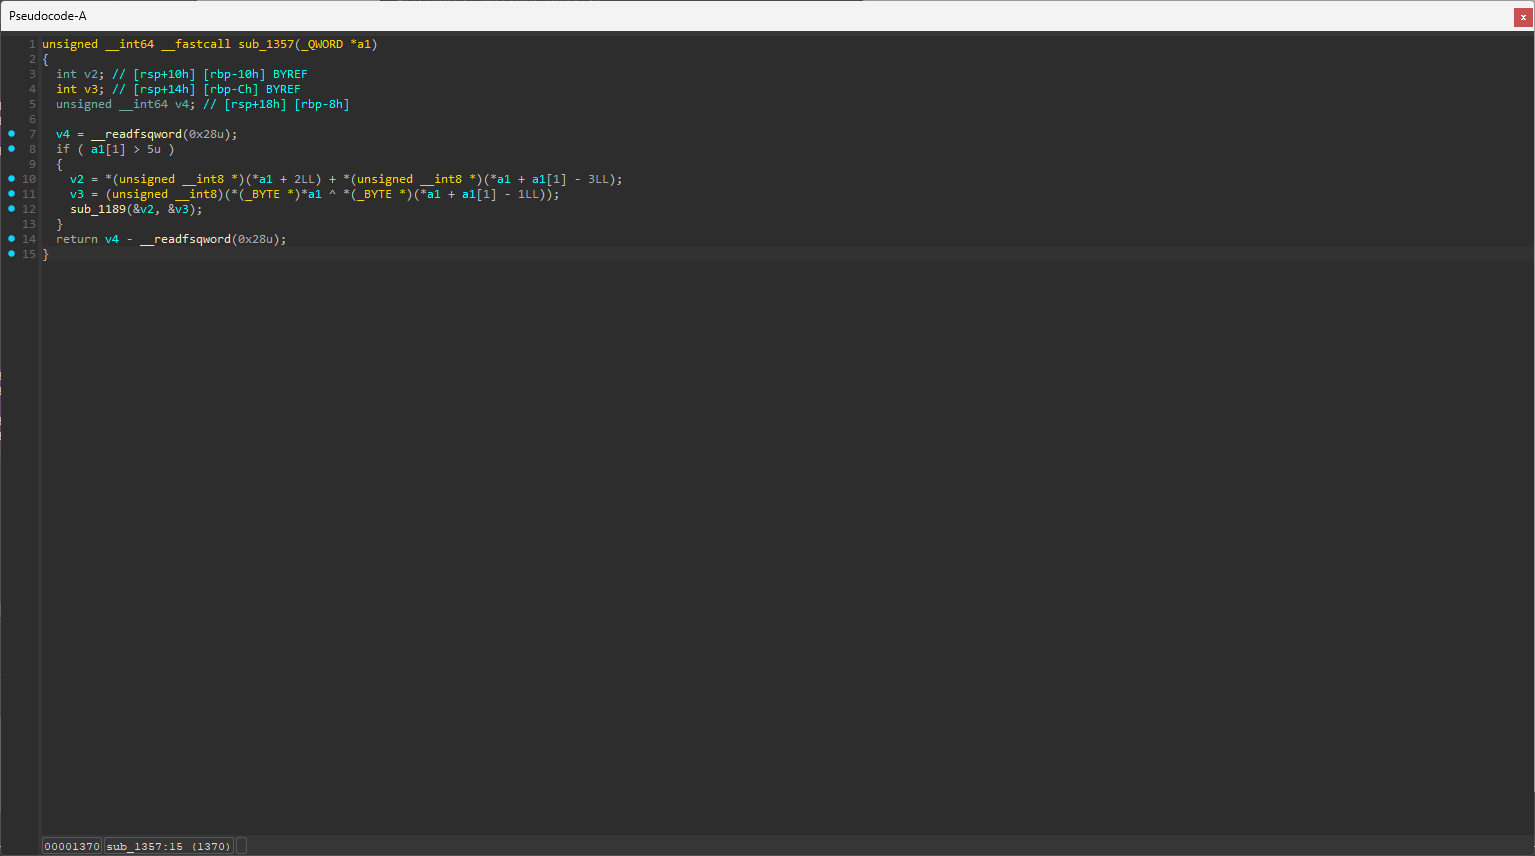 Pseudocode-A
x
1 unsigned __int64 __fastcall sub_1357(_QWORD *a1)
2 {
3   int v2; // [rsp+10h] [rbp-10h] BYREF
4   int v3; // [rsp+14h] [rbp-Ch] BYREF
5   unsigned __int64 v4; // [rsp+18h] [rbp-8h]
6
7   v4 = __readfsqword(0x28u);
8   if ( a1[1] > 5u )
9   {
10     v2 = *(unsigned __int8 *)(*a1 + 2LL) + *(unsigned __int8 *)(*a1 + a1[1] - 3LL);
11     v3 = (unsigned __int8)(*(_BYTE *)*a1 ^ *(_BYTE *)(*a1 + a1[1] - 1LL));
12     sub_1189(&v2, &v3);
13   }
14   return v4 - __readfsqword(0x28u);
15 }
00001370 sub_1357:15 (1370)